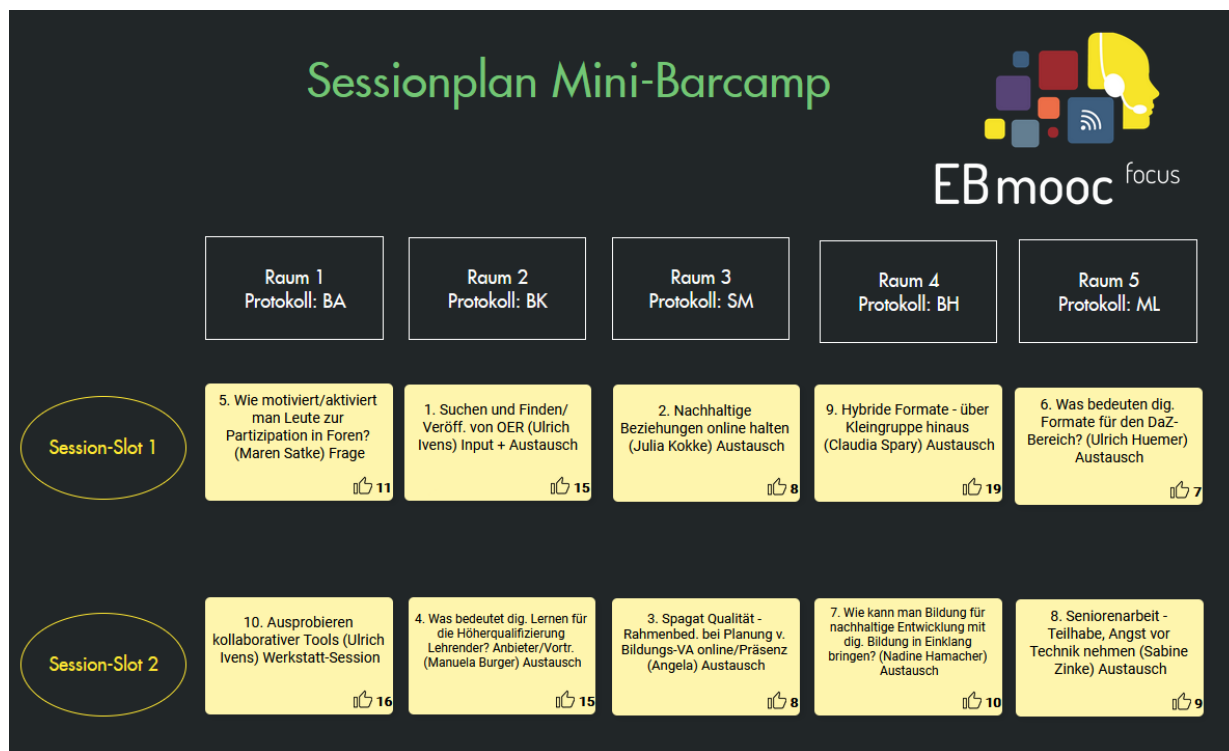 Sessionplan Mini-Barcamp
EBmooc focus
Raum 1
Protokoll: BA
Raum 2
Protokoll: BK
Raum 3
Protokoll: SM
Raum 4
Protokoll: BH
Raum 5
Protokoll: ML
Session-Slot 1
5. Wie motiviert/aktiviert
man Leute zur
Partizipation in Foren?
(Maren Satke) Frage
11
1. Suchen und Finden/
Veröff. von OER (Ulrich
Ivens) Input + Austausch
15
2. Nachhaltige
Beziehungen online halten
(Julia Kokke) Austausch
8
9. Hybride Formate - über
Kleingruppe hinaus
(Claudia Spary) Austausch
19
6. Was bedeuten dig.
Formate für den DaZ-
Bereich? (Ulrich Huemer)
Austausch
7
Session-Slot 2
10. Ausprobieren
kollaborativer Tools (Ulrich
Ivens) Werkstatt-Session
16
4. Was bedeutet dig. Lernen für
die Höherqualifizierung
Lehrender? Anbieter/Vortr.
(Manuela Burger) Austausch
15
3. Spagat Qualität -
Rahmenbed. bei Planung v.
Bildungs-VA online/Präsenz
(Angela) Austausch
8
7. Wie kann man Bildung für
nachhaltige Entwicklung mit
dig. Bildung in Einklang
bringen? (Nadine Hamacher)
Austausch
10
8. Seniorenarbeit -
Teilhabe, Angst vor
Technik nehmen (Sabine
Zinke) Austausch
9